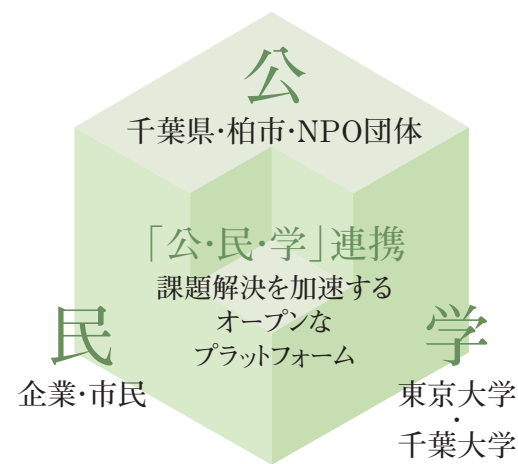 公
千葉県・柏市・NPO団体
「公・民・学」連携
課題解決を加速する
オープンな
プラットフォーム
民
企業・市民
学
東京大学
・
千葉大学